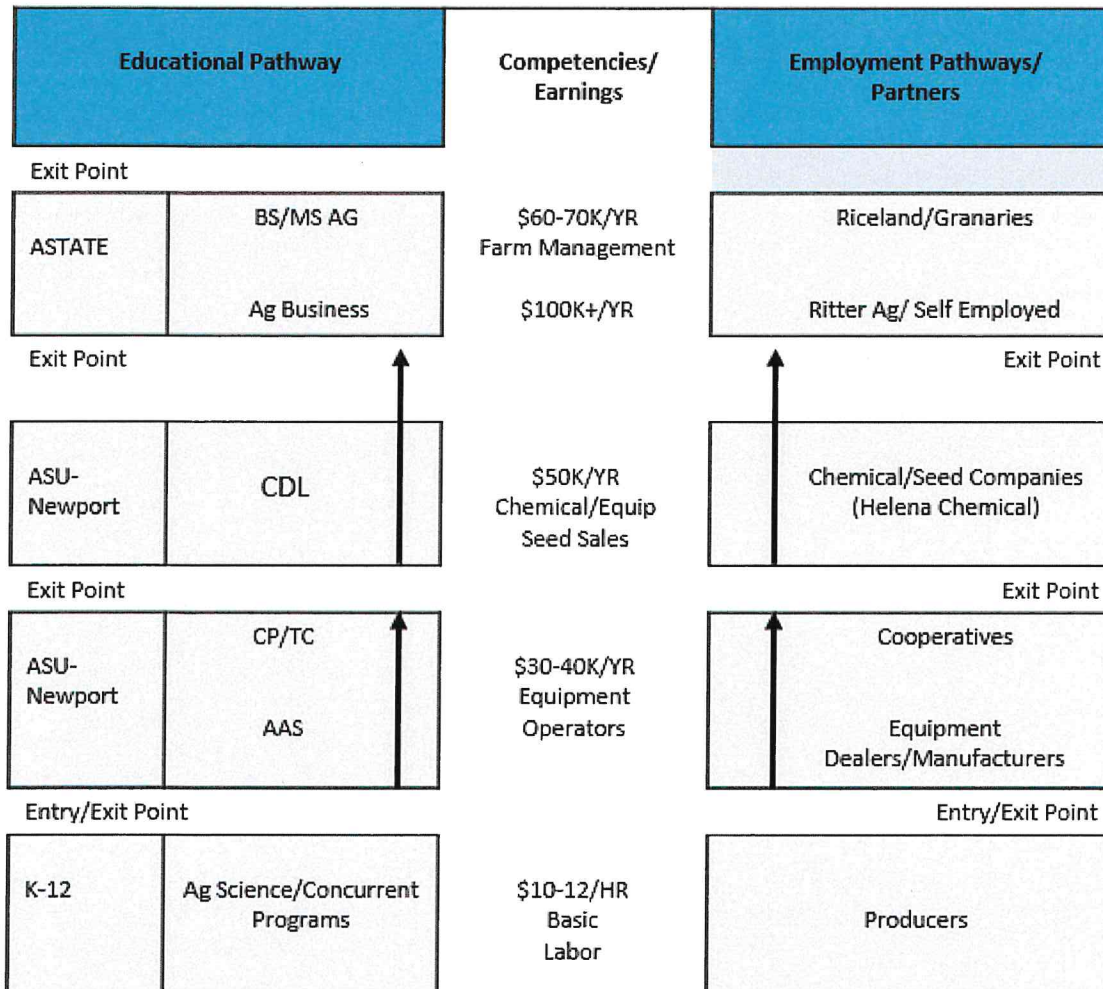 Educational Pathway
Competencies/
Earnings
Employment Pathways/
Partners
Exit Point
ASTATE
BS/MS AG
Ag Business
$60-70K/YR
Farm Management
$100K+/YR
Riceland/Granaries
Ritter Ag/ Self Employed
Exit Point
Exit Point
ASU-
Newport
CDL
$50K/YR
Chemical/Equip
Seed Sales
Chemical/Seed Companies
(Helena Chemical)
Exit Point
Exit Point
ASU-
Newport
CP/TC
AAS
$30-40K/YR
Equipment
Operators
Cooperatives
Equipment
Dealers/Manufacturers
Entry/Exit Point
Entry/Exit Point
K-12
Ag Science/Concurrent
Programs
$10-12/HR
Basic
Labor
Producers